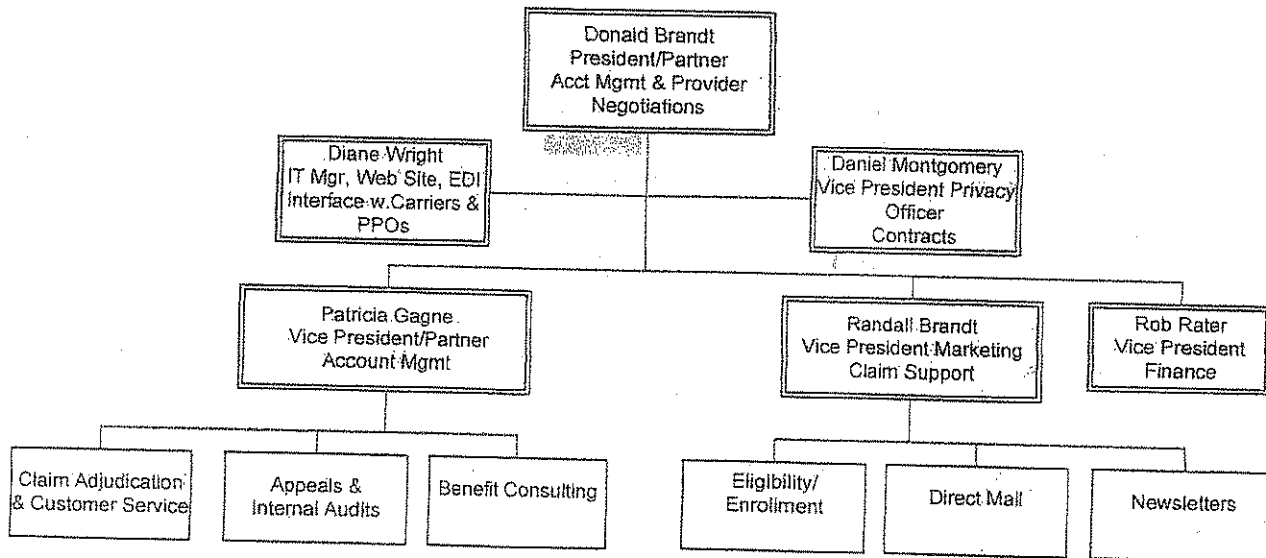 Donald Brandt
President/Partner
Acct Mgmt & Provider
Negotiations
Diane Wright
IT Mgr, Web Site, EDI
Interface w.Carriers &
PPOs
Daniel Montgomery
Vice President Privacy
Officer
Contracts
Patricia Gagne
Vice President/Partner
Account Mgmt
Randall Brandt
Vice President Marketing
Claim Support
Rob Rater
Vice President
Finance
Claim Adjudication
& Customer Service
Appeals &
Internal Audits
Benefit Consulting
Eligibility/
Enrollment
Direct Mail
Newsletters